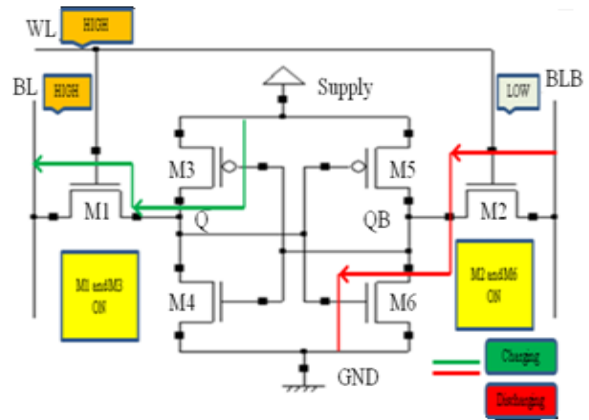 WL
HIGH
BL
HIGH
Supply
LOW
BLB
M3
M5
M1
Q
QB
M2
M1 and M3
ON
M4
M6
M2 and M6
ON
GND
Charging
Discharging